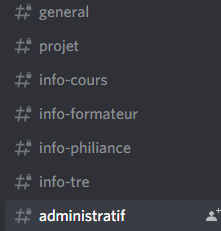 general
projet
info-cours
info-formateur
info-philiance
info-tre
administratif